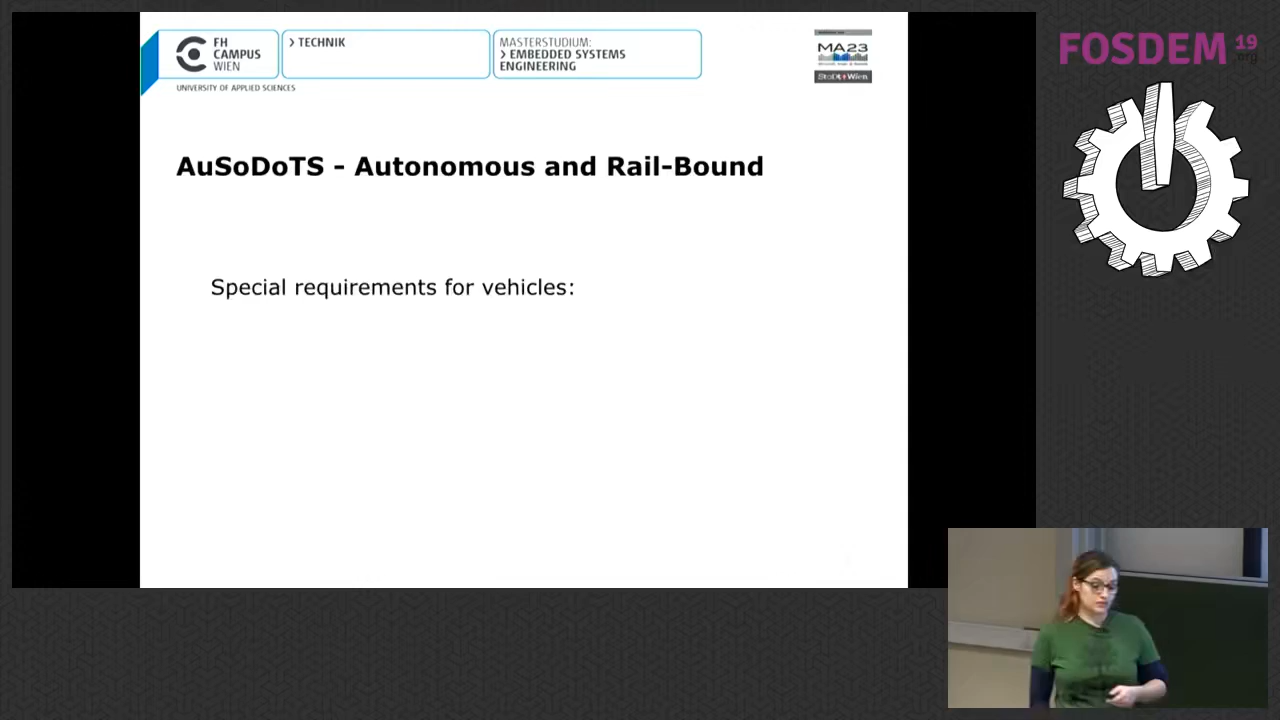 FH
CAMPUS
WIEN
> TECHNIK
MASTERSTUDIUM:
> EMBEDDED SYSTEMS
ENGINEERING
UNIVERSITY OF APPLIED SCIENCES
MA23
StaDt+Wien
FOSDEM 19
.org
AuSoDoTS - Autonomous and Rail-Bound
Special requirements for vehicles: